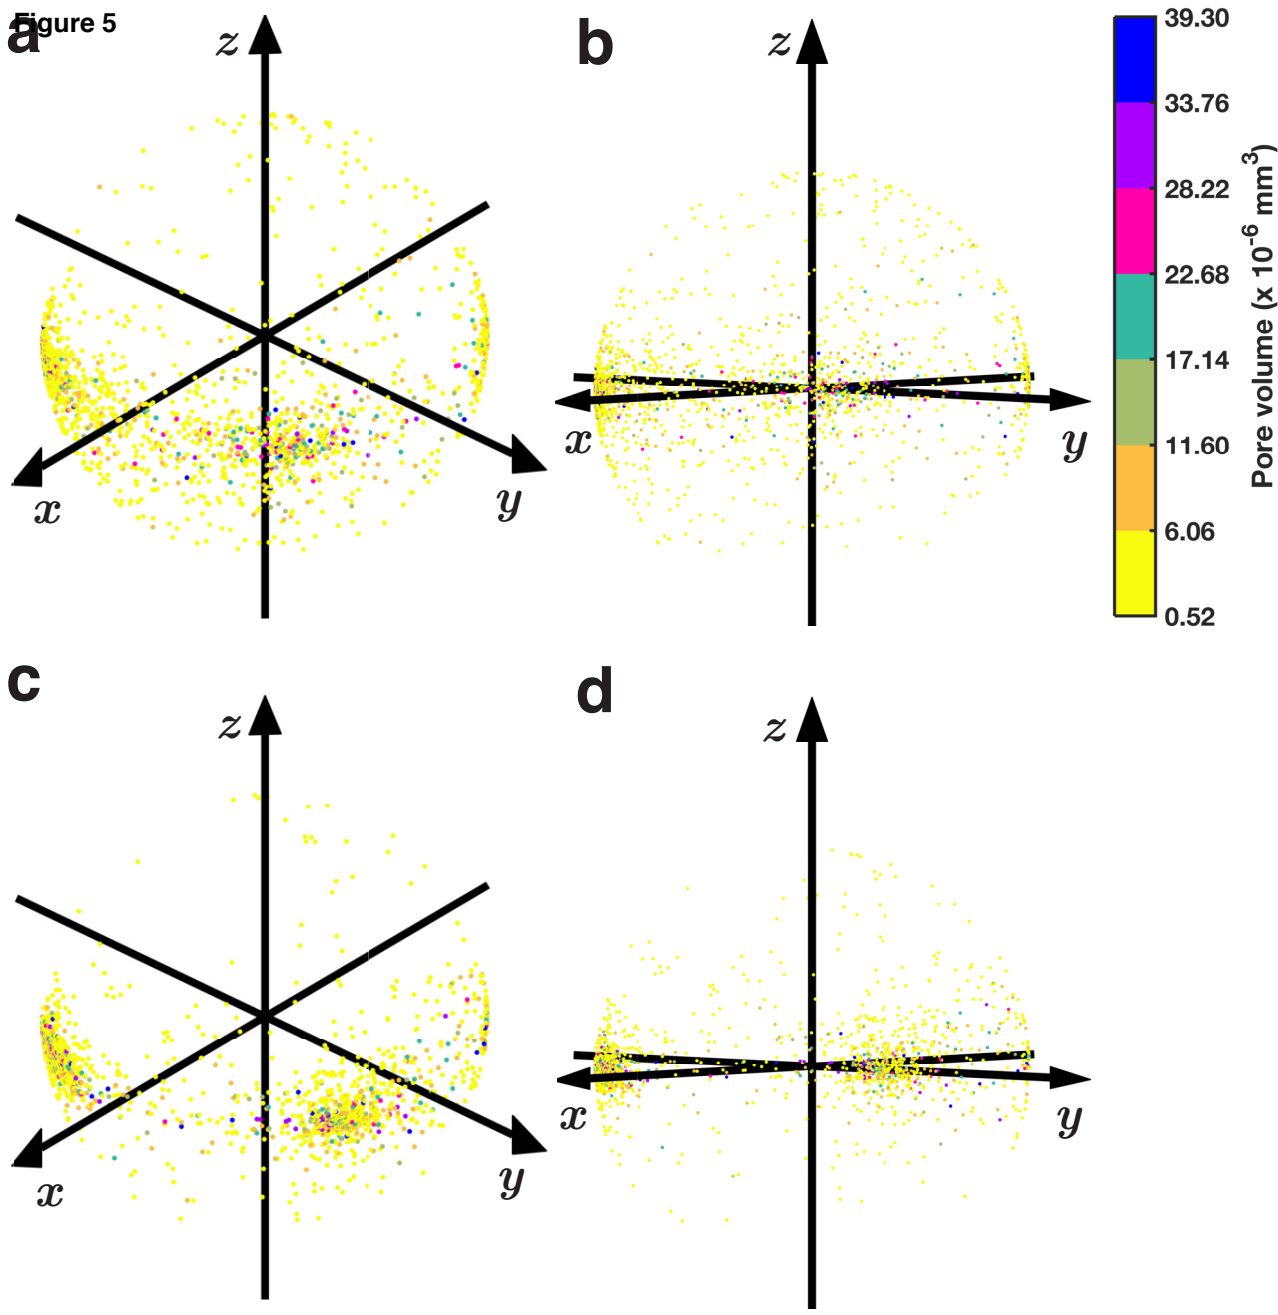 Figure 5
a
z
x
y
b
z
x
y
39.30
33.76
28.22
22.68
17.14
11.60
6.06
0.52
Pore volume (x 10⁻⁶ mm³)
c
z
x
y
d
z
x
y